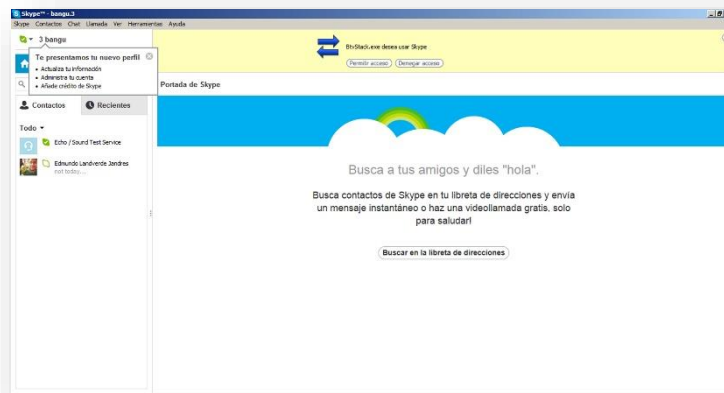 Skype™ - bangu.3
Skype Contactos Chat Llamada Ver Herramientas Ayuda
3 bangu
Te presentamos tu nuevo perfil
Actualiza tu información
Administra tu cuenta
Añade crédito de Skype
Contactos
Recientes
Todo
Echo / Sound Test Service
Edmundo Landverde Jandres
not today...
BtvStack.exe desea usar Skype
Permitir acceso
Denegar acceso
Portada de Skype
Busca a tus amigos y diles "hola".
Busca contactos de Skype en tu libreta de direcciones y envía
un mensaje instantáneo o haz una videollamada gratis, solo
para saludar!
Buscar en la libreta de direcciones